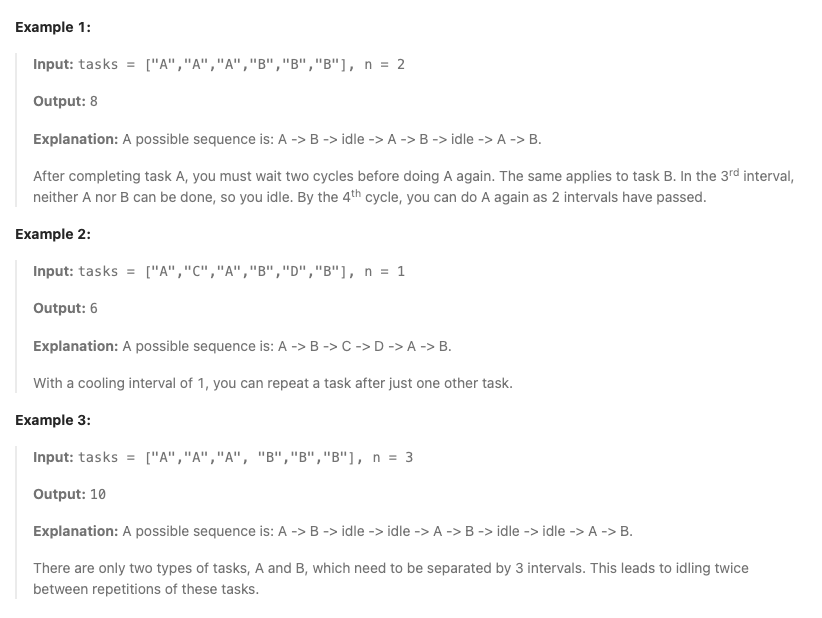 Example 1:
Input: tasks = ["A","A","A","B","B","B"], n = 2
Output: 8
Explanation: A possible sequence is: A -> B -> idle -> A -> B -> idle -> A -> B.
After completing task A, you must wait two cycles before doing A again. The same applies to task B. In the 3rd interval,
neither A nor B can be done, so you idle. By the 4th cycle, you can do A again as 2 intervals have passed.
Example 2:
Input: tasks = ["A","C","A","B","D","B"], n = 1
Output: 6
Explanation: A possible sequence is: A -> B -> C -> D -> A -> B.
With a cooling interval of 1, you can repeat a task after just one other task.
Example 3:
Input: tasks = ["A","A","A", "B","B","B"], n = 3
Output: 10
Explanation: A possible sequence is: A -> B -> idle -> idle -> A -> B -> idle -> idle -> A -> B.
There are only two types of tasks, A and B, which need to be separated by 3 intervals. This leads to idling twice
between repetitions of these tasks.